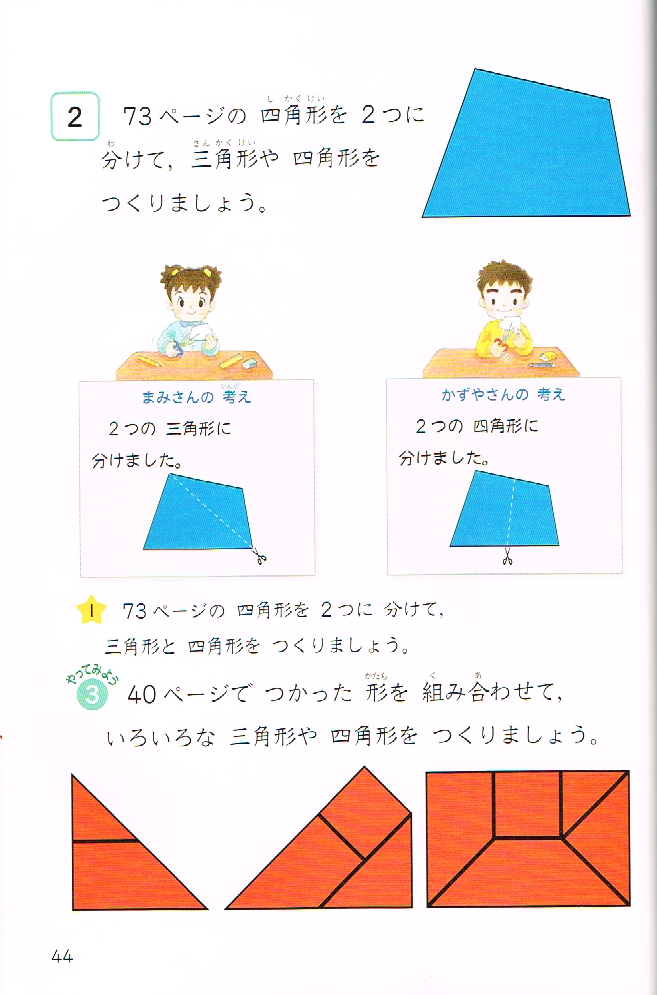 2 73ページの 四角形を 2つに
分けて，三角形や 四角形を
つくりましょう。
まみさんの 考え
2つの 三角形に
分けました。
かずやさんの 考え
2つの 四角形に
分けました。
1 73ページの 四角形を 2つに 分けて，
三角形と 四角形を つくりましょう。
やってみよう
3 40ページで つかった 形を 組み合わせて，
いろいろな 三角形や 四角形を つくりましょう。
44